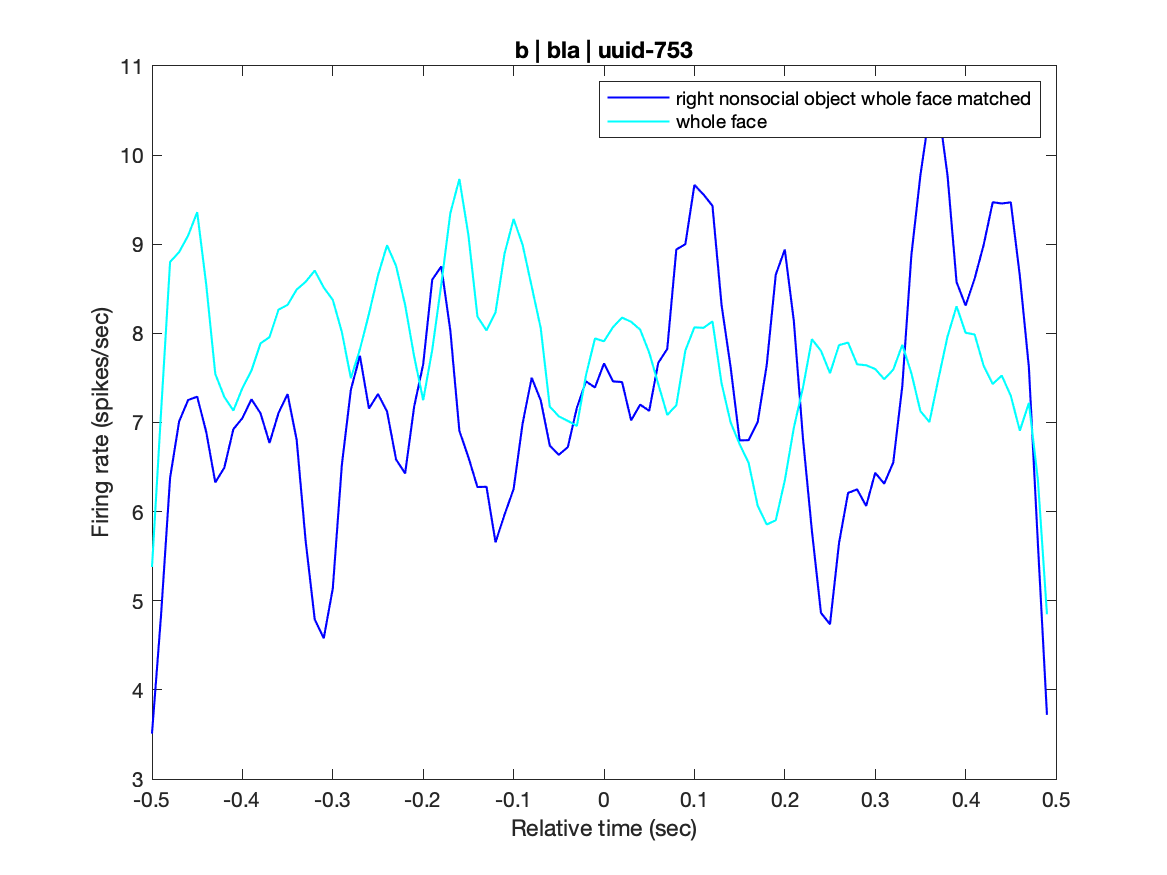 b | bla | uuid-753
11
10
9
8
7
6
5
4
3
Firing rate (spikes/sec)
right nonsocial object whole face matched
whole face
-0.5 -0.4 -0.3 -0.2 -0.1 0 0.1 0.2 0.3 0.4 0.5
Relative time (sec)